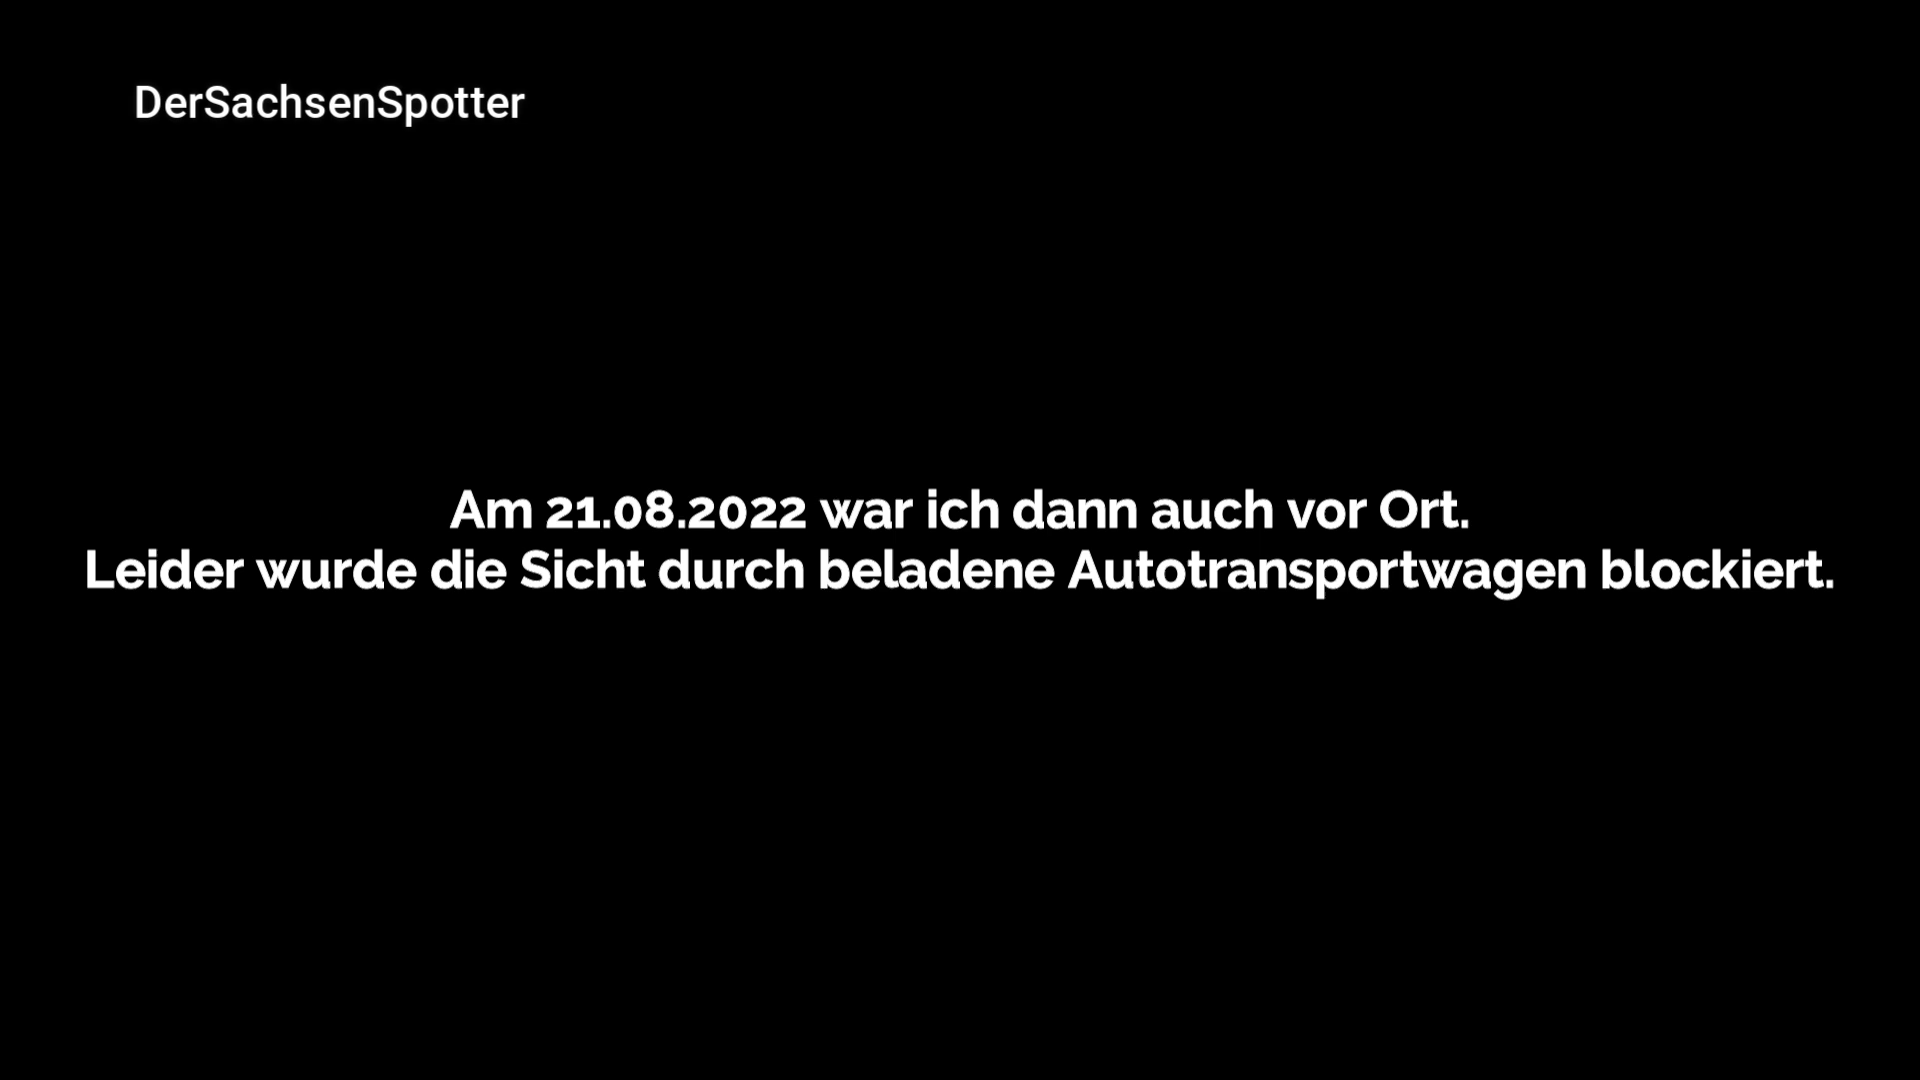 DerSachsenSpotter
Am 21.08.2022 war ich dann auch vor Ort.
Leider wurde die Sicht durch beladene Autotransportwagen blockiert.